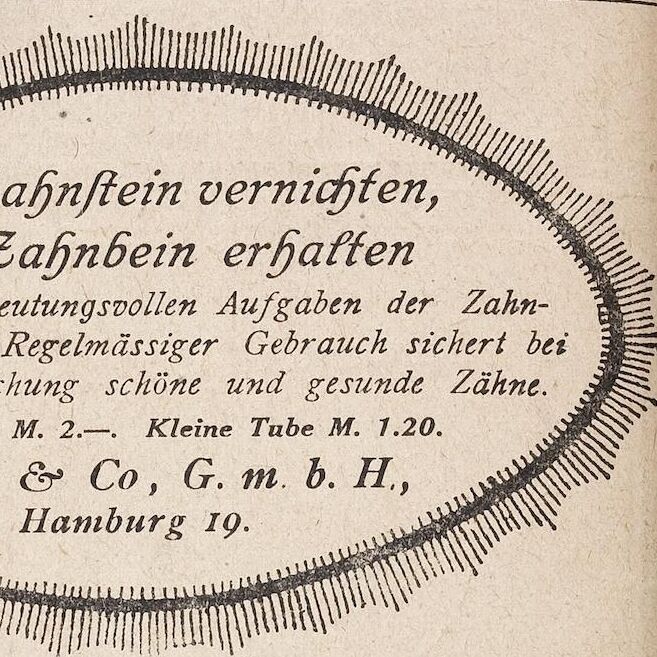 ahnstein vernichten,
Zahnbein erhalten
eutungsvollen Aufgaben der Zahn-
Regelmässiger Gebrauch sichert bei
chung schöne und gesunde Zähne.
M. 2.—. Kleine Tube M. 1.20.
& Co, G. m. b. H.,
Hamburg 19.